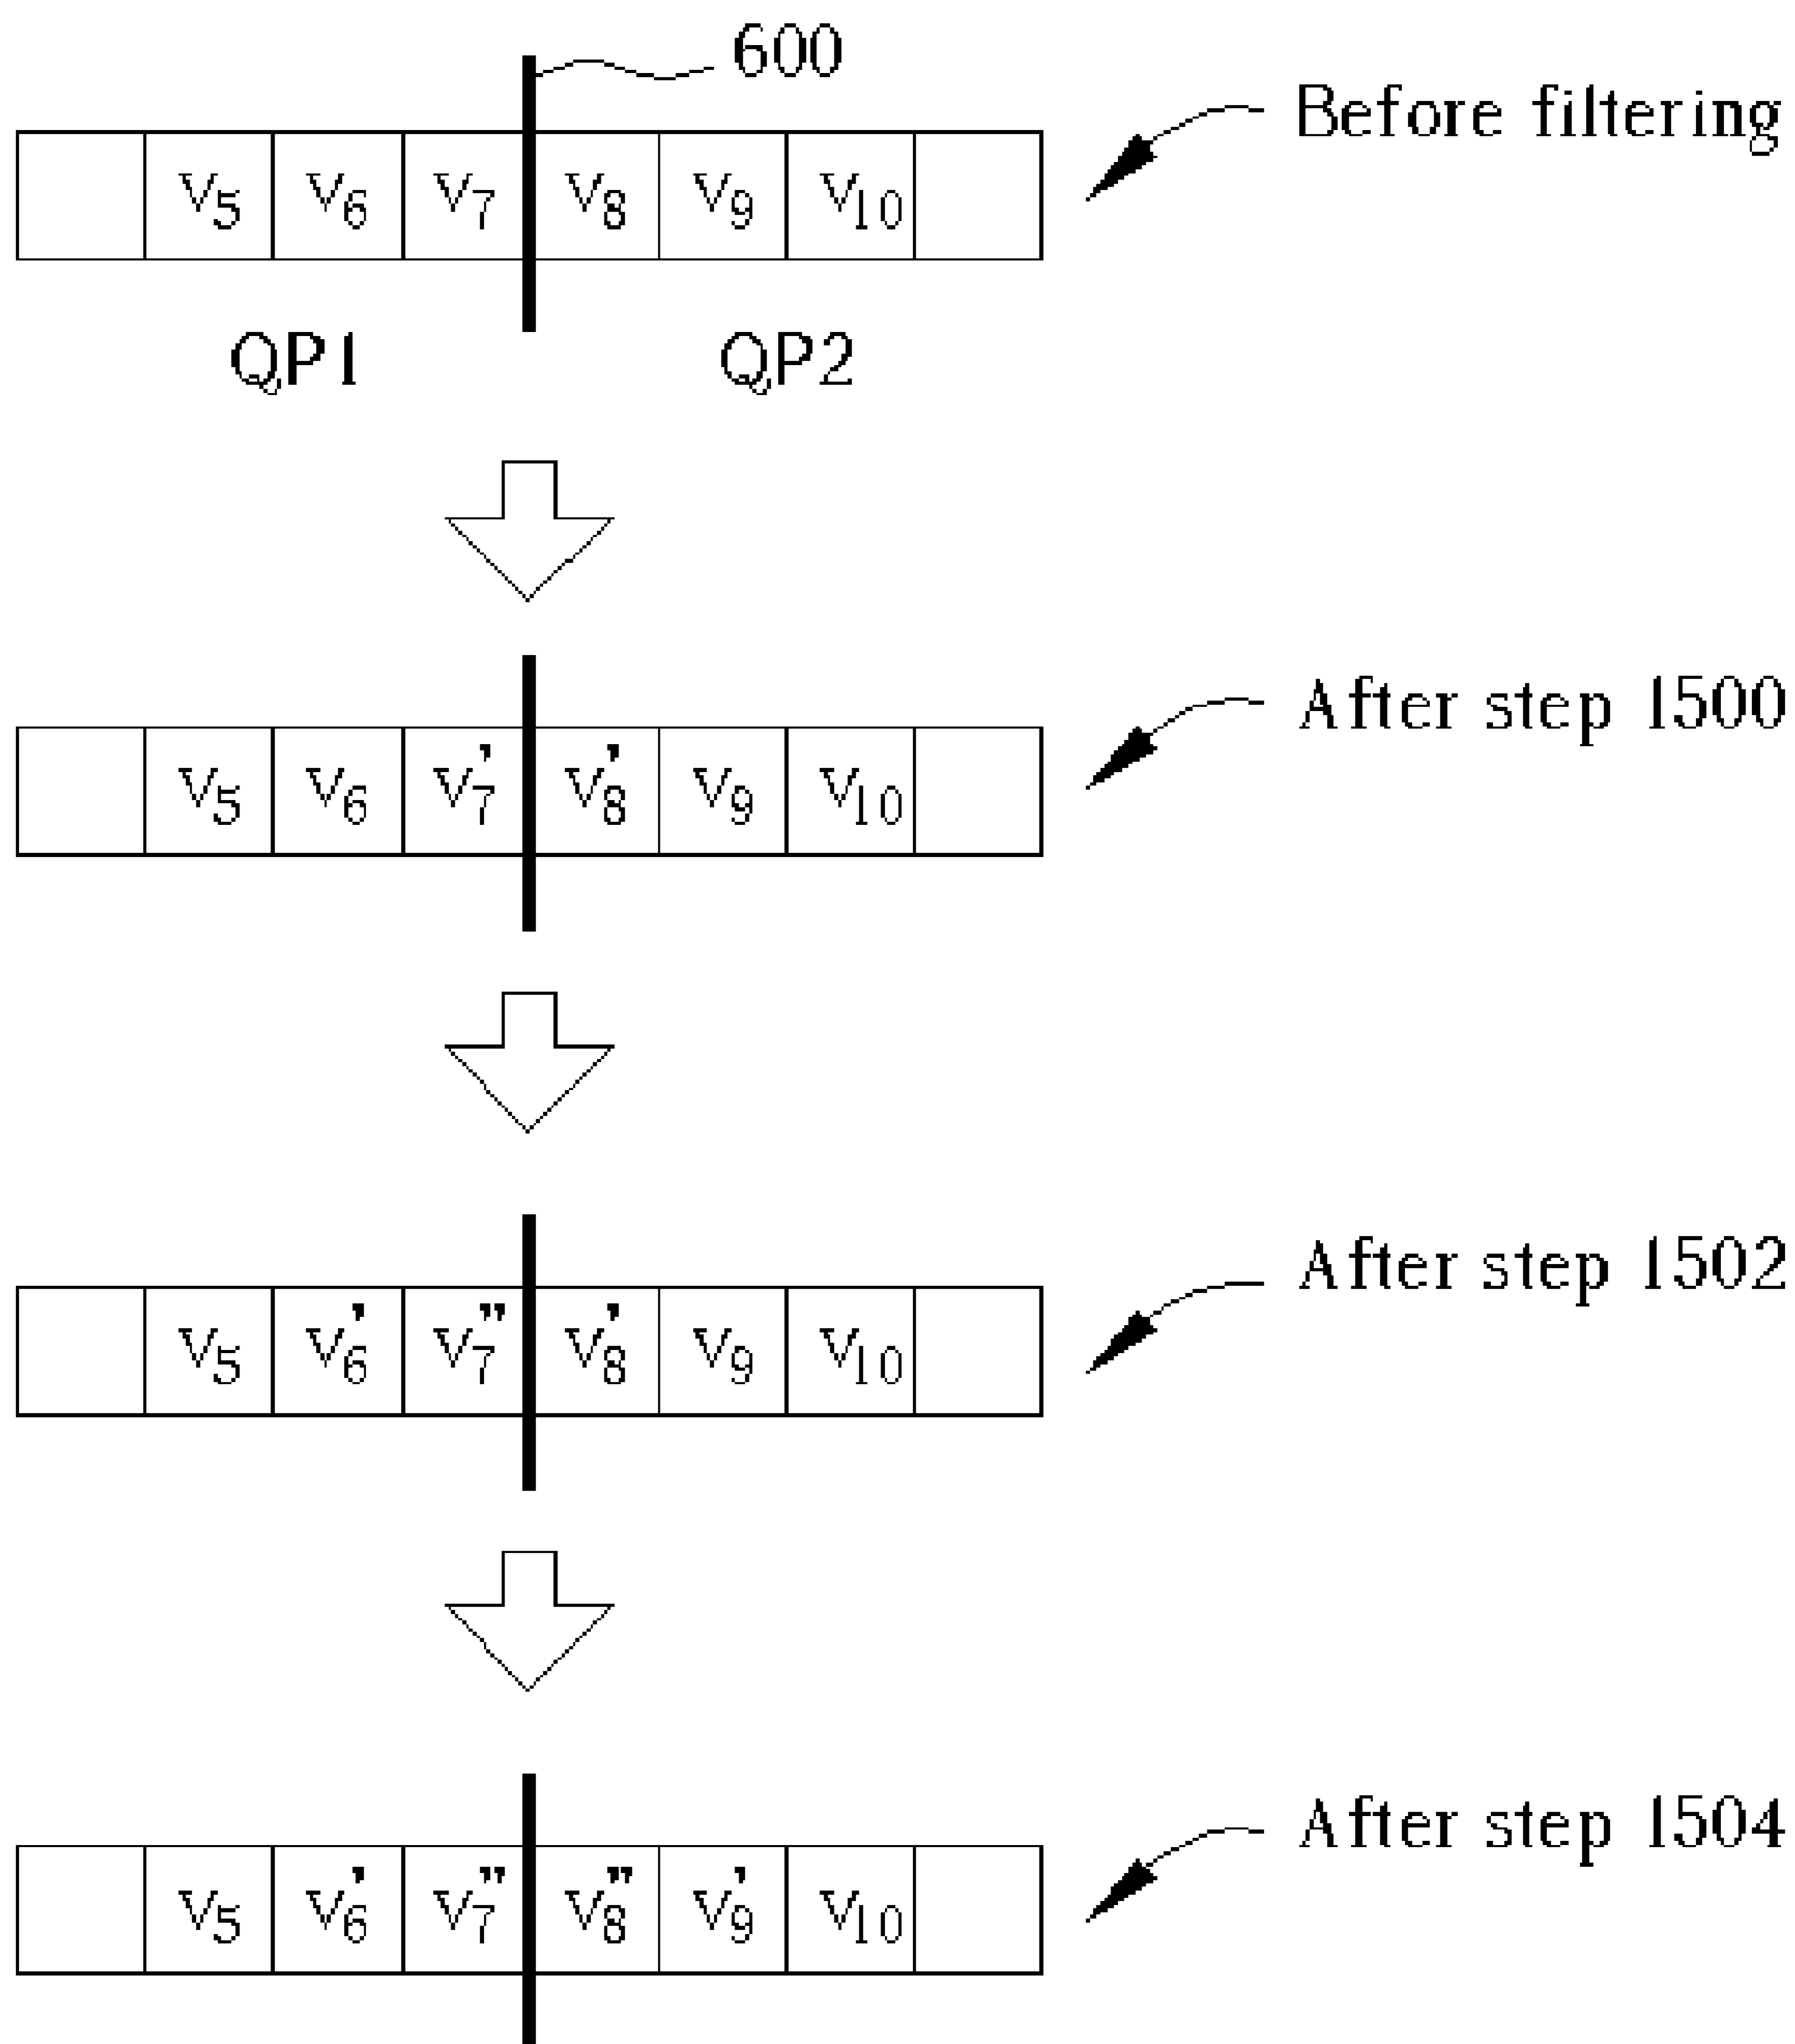 600
Before filtering
V5 V6 V7 V8 V9 V10
QP1 QP2
After step 1500
V5 V6 V7' V8' V9 V10
After step 1502
V5 V6' V7" V8' V9 V10
After step 1504
V5 V6' V7" V8" V9' V10